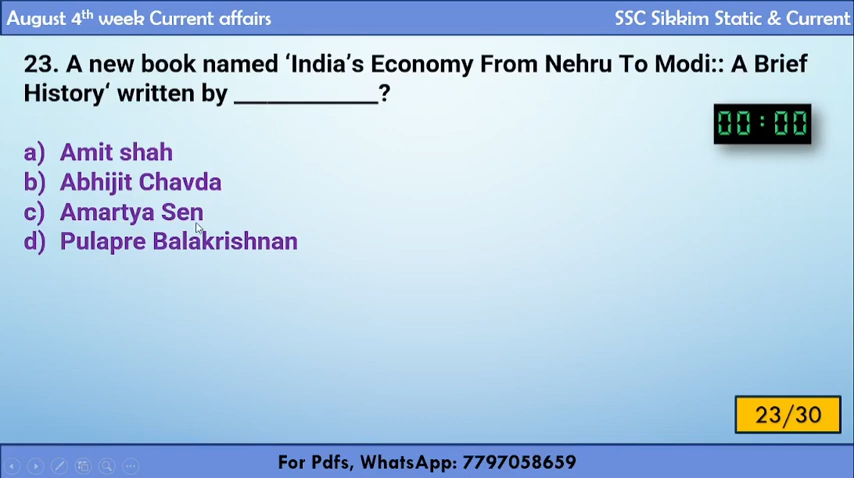 August 4th week Current affairs
SSC Sikkim Static & Current
23. A new book named ‘India’s Economy From Nehru To Modi:: A Brief
History‘ written by ___________?
00:00
a) Amit shah
b) Abhijit Chavda
c) Amartya Sen
d) Pulapre Balakrishnan
23/30
For Pdfs, WhatsApp: 7797058659